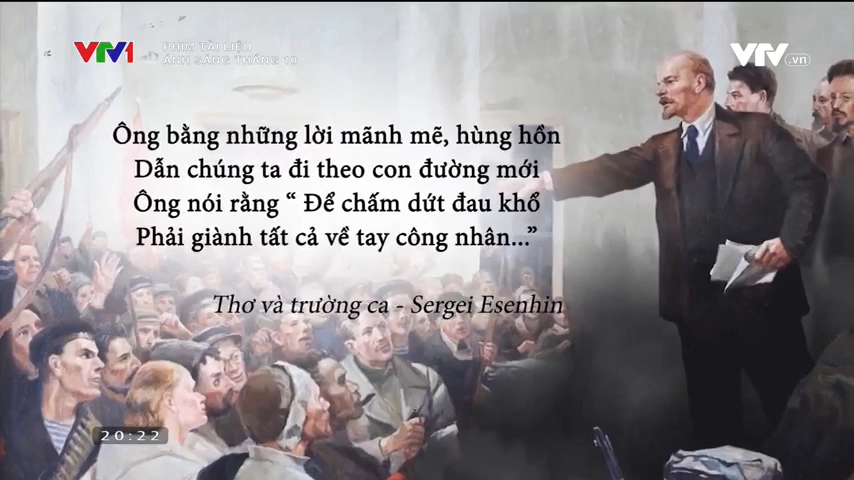 VTV1
PHIM TÀI LIỆU
ÁNH SÁNG THÁNG 10
VTV.vn
Ông bằng những lời mãnh mẽ, hùng hồn
Dẫn chúng ta đi theo con đường mới
Ông nói rằng “ Để chấm dứt đau khổ
Phải giành tất cả về tay công nhân...”
Thơ và trường ca - Sergei Esenhin
20:22